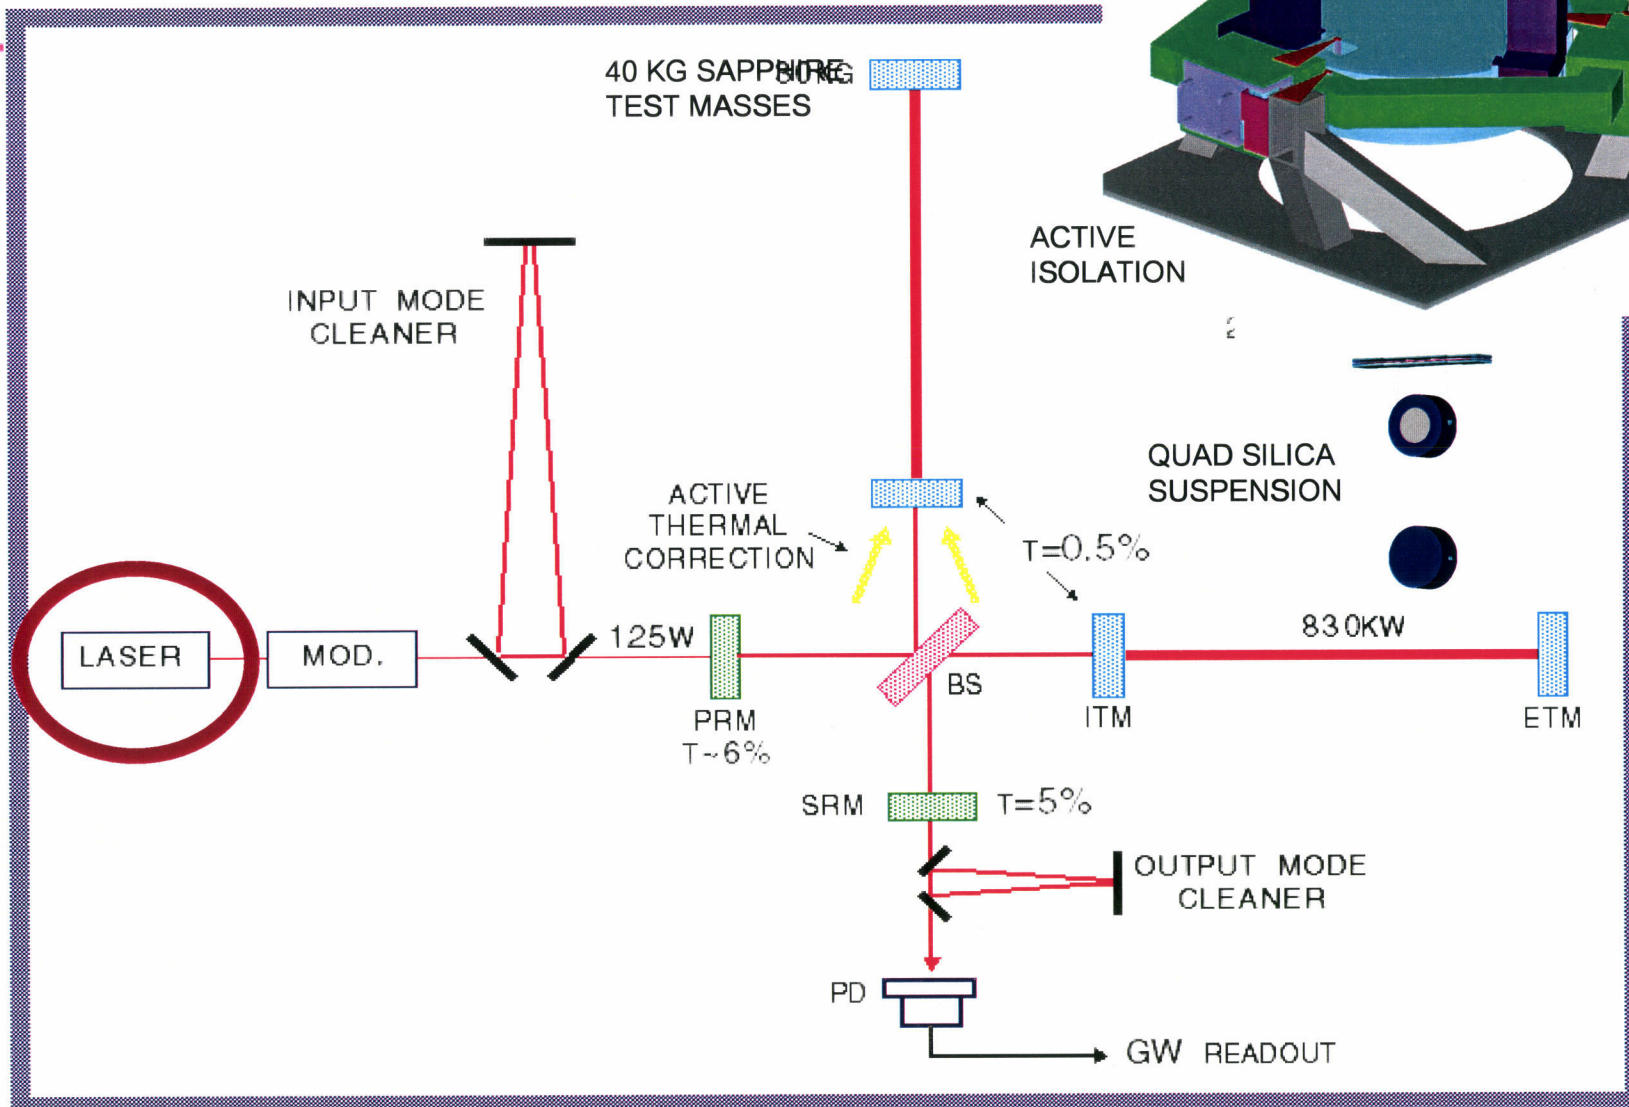 40 KG SAPPHIRE
TEST MASSES
ACTIVE
ISOLATION
INPUT MODE
CLEANER
2
QUAD SILICA
SUSPENSION
ACTIVE
THERMAL
CORRECTION
T=0.5%
LASER
MOD.
125W
830KW
BS
PRM
T~6%
ITM
ETM
SRM
T=5%
OUTPUT MODE
CLEANER
PD
GW READOUT